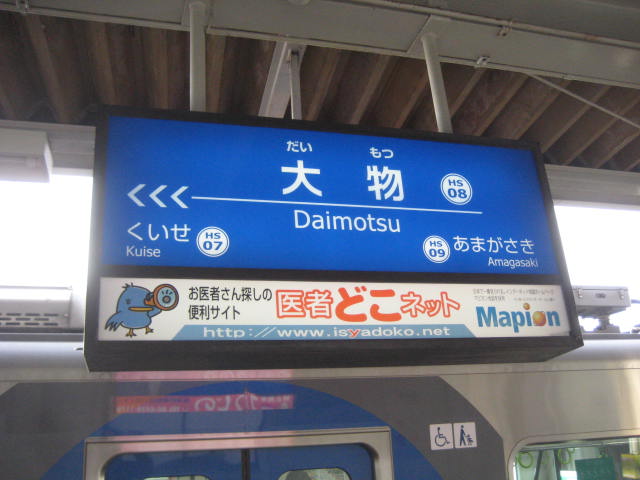 だい もつ
大物
HS 08
Daimotsu
くいせ
Kuise
HS 07
HS 09
あまがさき
Amagasaki
お医者さん探しの
便利サイト
医者どこネット
http://www.isyadoko.net
Mapion